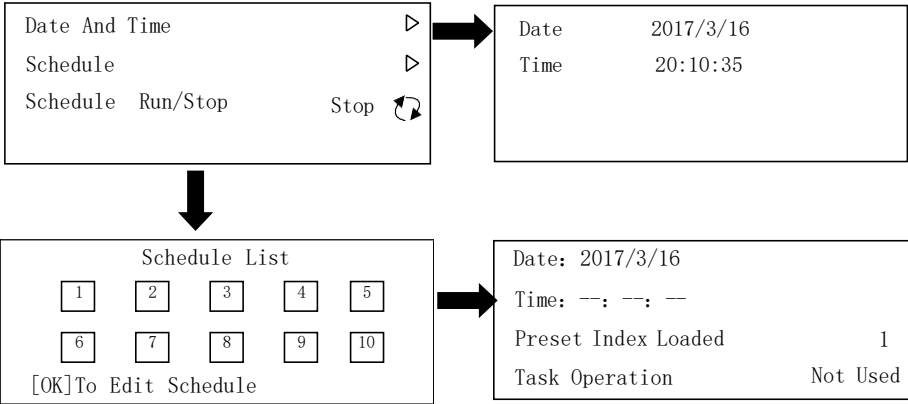 Date And Time
Schedule
Schedule Run/Stop Stop
Date 2017/3/16
Time 20:10:35
Schedule List
1 2 3 4 5
6 7 8 9 10
[OK]To Edit Schedule
Date: 2017/3/16
Time: --: --: --
Preset Index Loaded 1
Task Operation Not Used